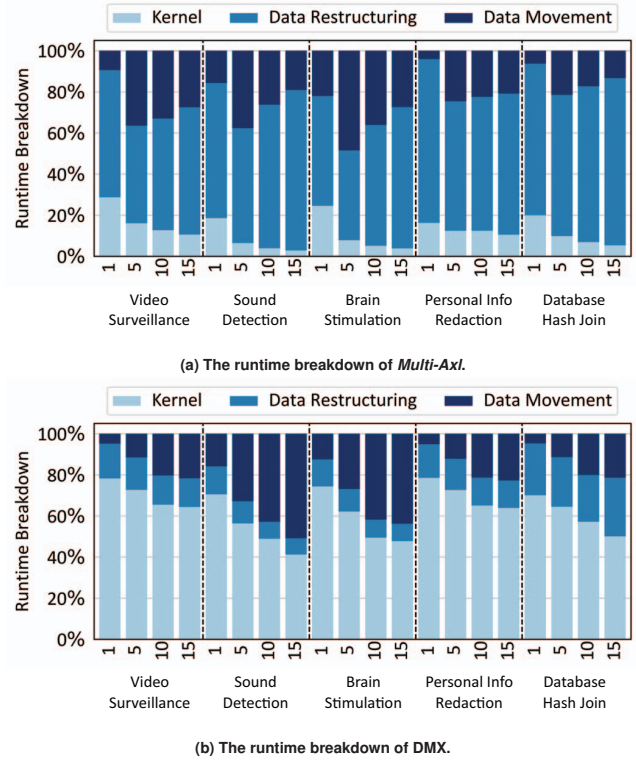 Kernel Data Restructuring Data Movement
100%
80%
60%
40%
20%
0%
Runtime Breakdown
1 5 10 15 1 5 10 15 1 5 10 15 1 5 10 15 1 5 10 15
Video Sound Brain Personal Info Database
Surveillance Detection Stimulation Redaction Hash Join
(a) The runtime breakdown of Multi-Axl.
Kernel Data Restructuring Data Movement
100%
80%
60%
40%
20%
0%
Runtime Breakdown
1 5 10 15 1 5 10 15 1 5 10 15 1 5 10 15 1 5 10 15
Video Sound Brain Personal Info Database
Surveillance Detection Stimulation Redaction Hash Join
(b) The runtime breakdown of DMX.